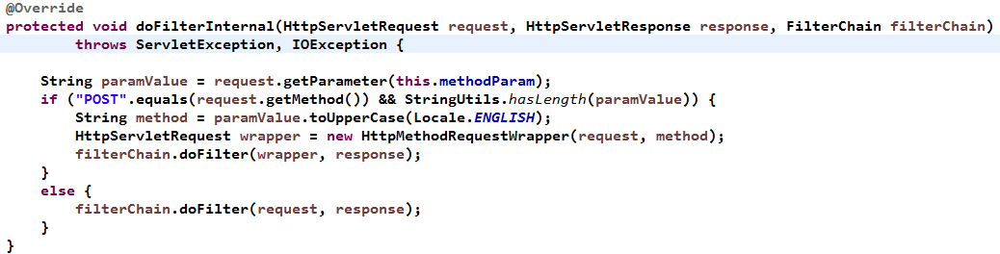 @Override
protected void doFilterInternal(HttpServletRequest request, HttpServletResponse response, FilterChain filterChain)
        throws ServletException, IOException {

    String paramValue = request.getParameter(this.methodParam);
    if ("POST".equals(request.getMethod()) && StringUtils.hasLength(paramValue)) {
        String method = paramValue.toUpperCase(Locale.ENGLISH);
        HttpServletRequest wrapper = new HttpMethodRequestWrapper(request, method);
        filterChain.doFilter(wrapper, response);
    }
    else {
        filterChain.doFilter(request, response);
    }
}